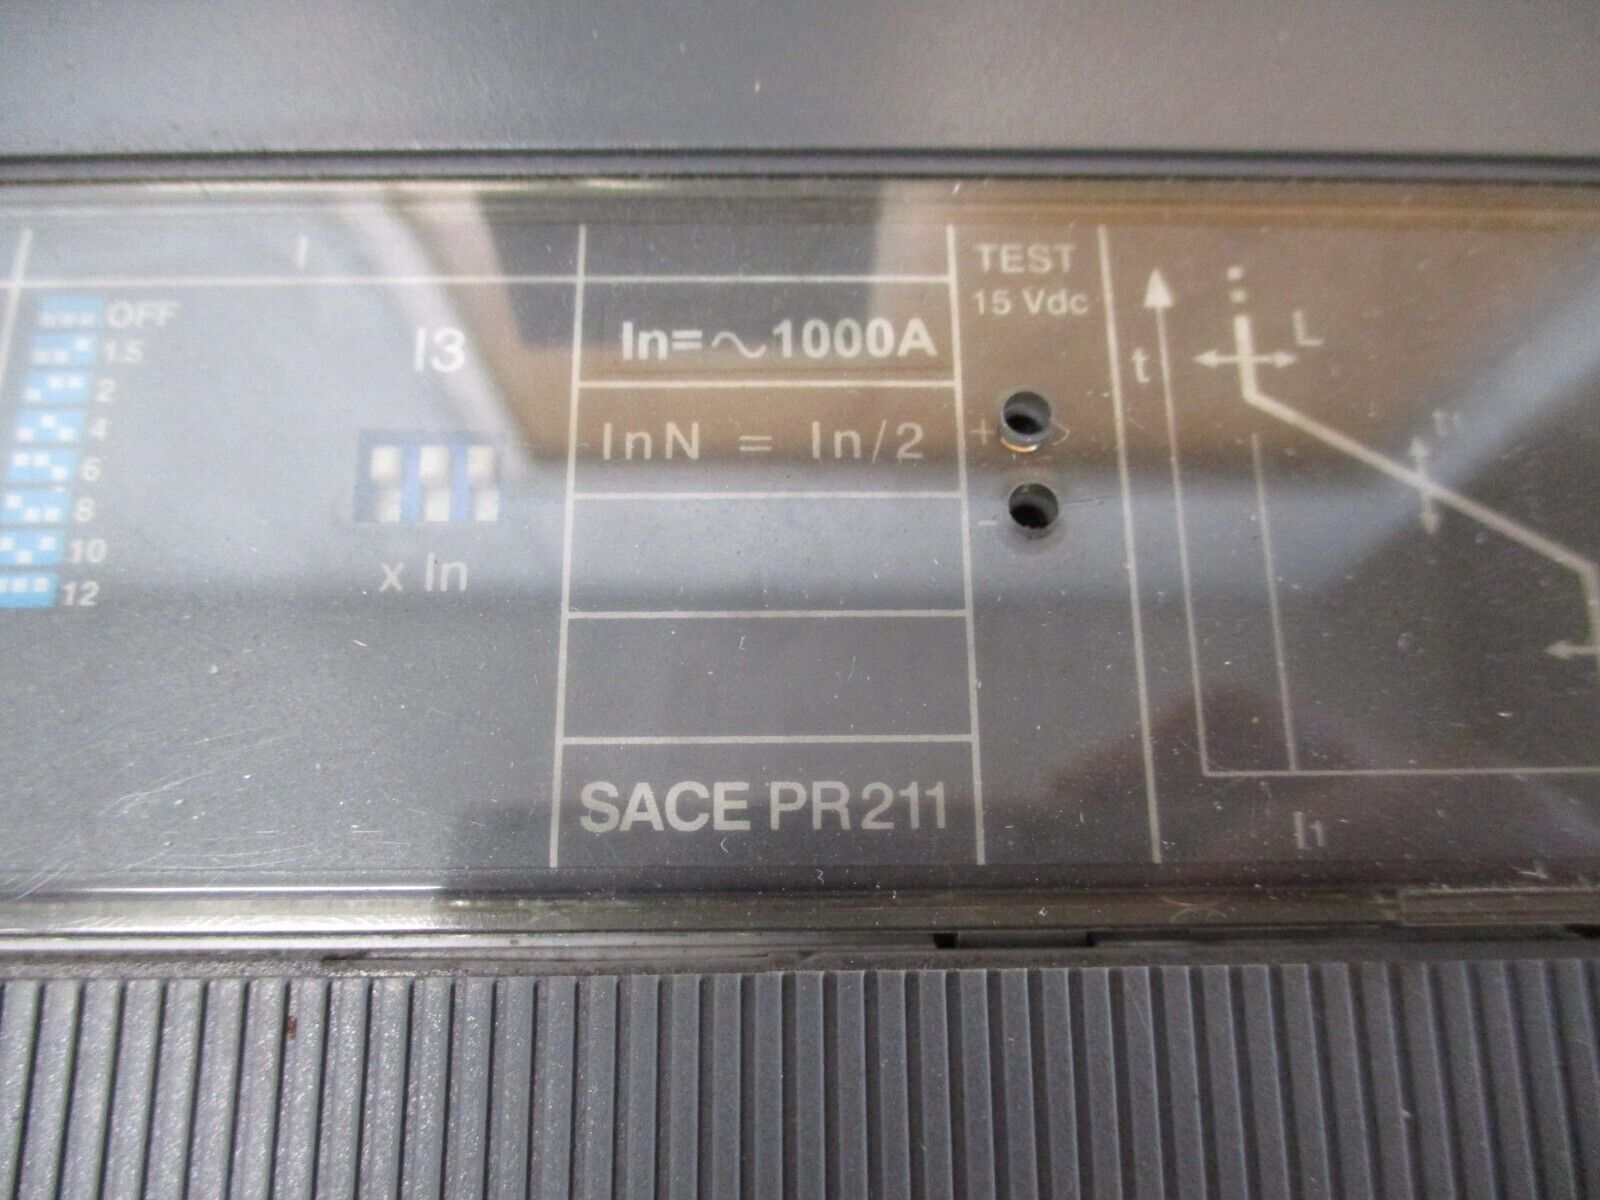 I
OFF
1.5
2
4
6
8
10
12
I3
x In
In=~1000A
InN = In/2
SACE PR211
TEST
15 Vdc
+
-
t
L
t1
I1